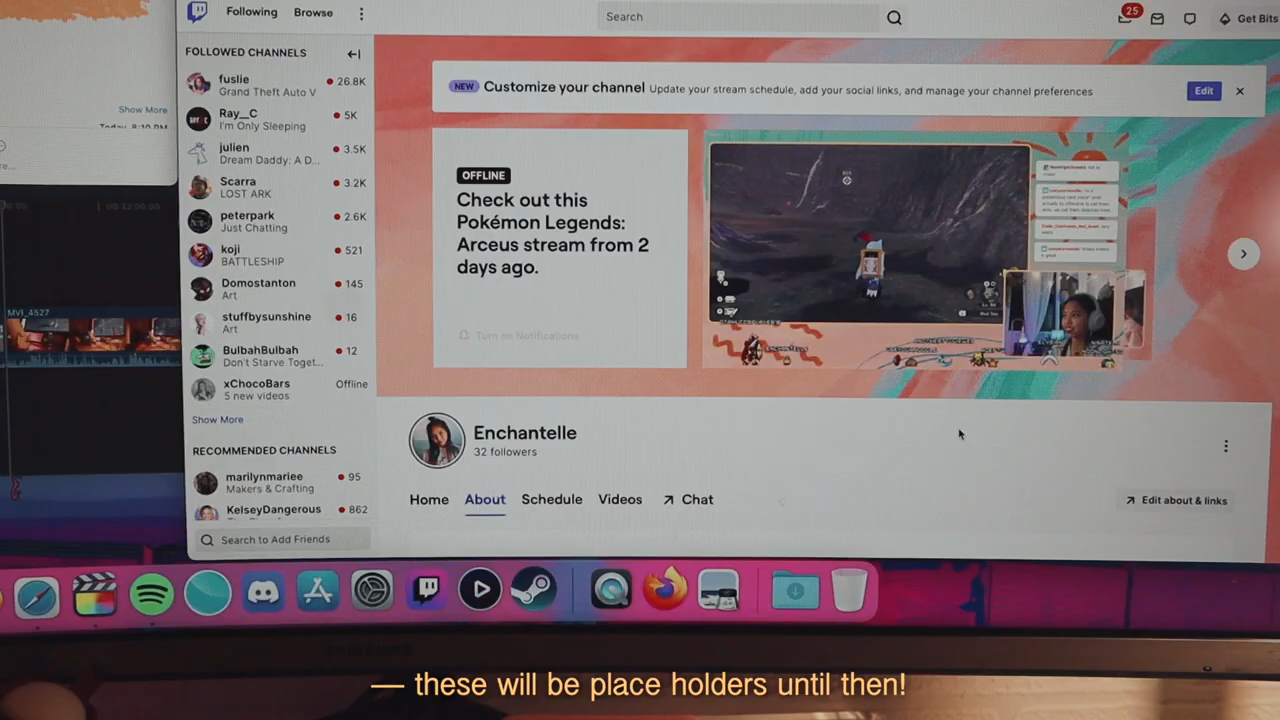 Following
Browse
Search
25
Get Bits
FOLLOWED CHANNELS
fuslie
26.8K
Grand Theft Auto V
Ray__C
5K
I'm Only Sleeping
julien
3.5K
Dream Daddy: A D...
Scarra
3.2K
LOST ARK
peterpark
2.6K
Just Chatting
koji
521
BATTLESHIP
Domostanton
145
Art
stuffbysunshine
16
Art
BulbahBulbah
12
Don't Starve Toget...
xChocoBars
Offline
5 new videos
Show More
RECOMMENDED CHANNELS
marilynmariee
95
Makers & Crafting
KelseyDangerous
862
Search to Add Friends
Show More
MVI_4527
NEW Customize your channel Update your stream schedule, add your social links, and manage your channel preferences
Edit
OFFLINE
Check out this
Pokémon Legends:
Arceus stream from 2
days ago.
Turn on Notifications
ENCHANTELLE
Enchantelle
32 followers
Home About Schedule Videos Chat
Edit about & links
— these will be place holders until then!